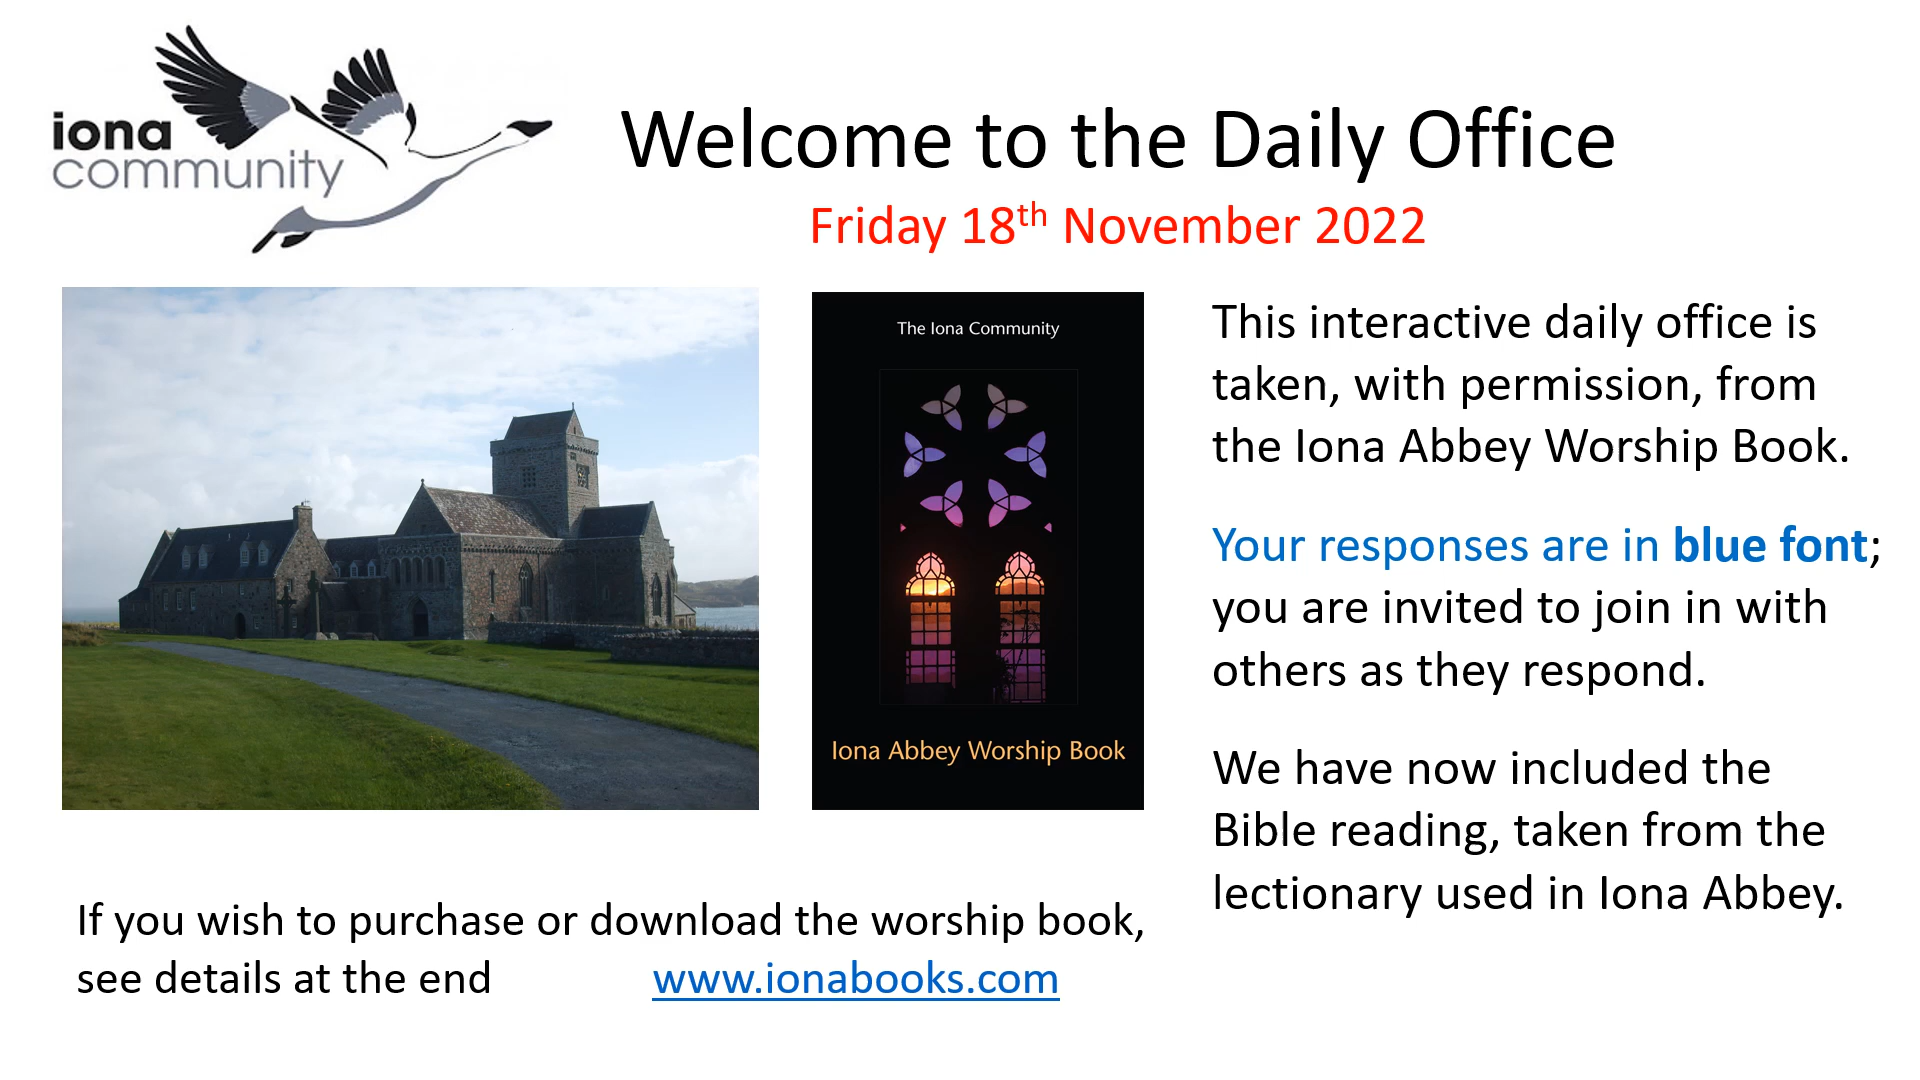 iona
community
Welcome to the Daily Office
Friday 18th November 2022
The Iona Community
Iona Abbey Worship Book
This interactive daily office is
taken, with permission, from
the Iona Abbey Worship Book.
Your responses are in blue font;
you are invited to join in with
others as they respond.
We have now included the
Bible reading, taken from the
lectionary used in Iona Abbey.
If you wish to purchase or download the worship book,
see details at the end www.ionabooks.com